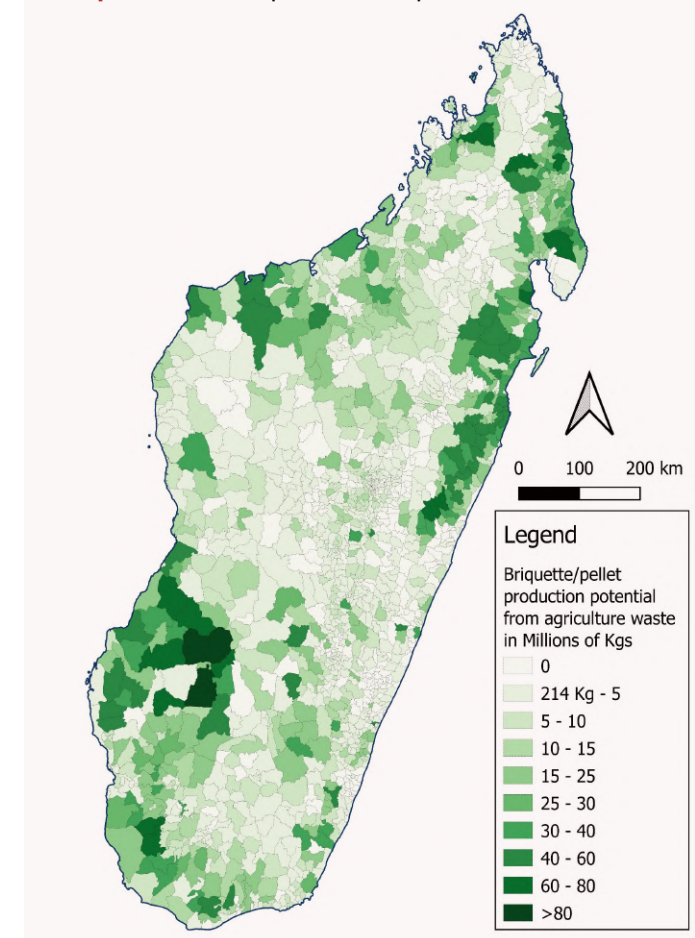 0 100 200 km
Legend
Briquette/pellet
production potential
from agriculture waste
in Millions of Kgs
0
214 Kg - 5
5 - 10
10 - 15
15 - 25
25 - 30
30 - 40
40 - 60
60 - 80
>80